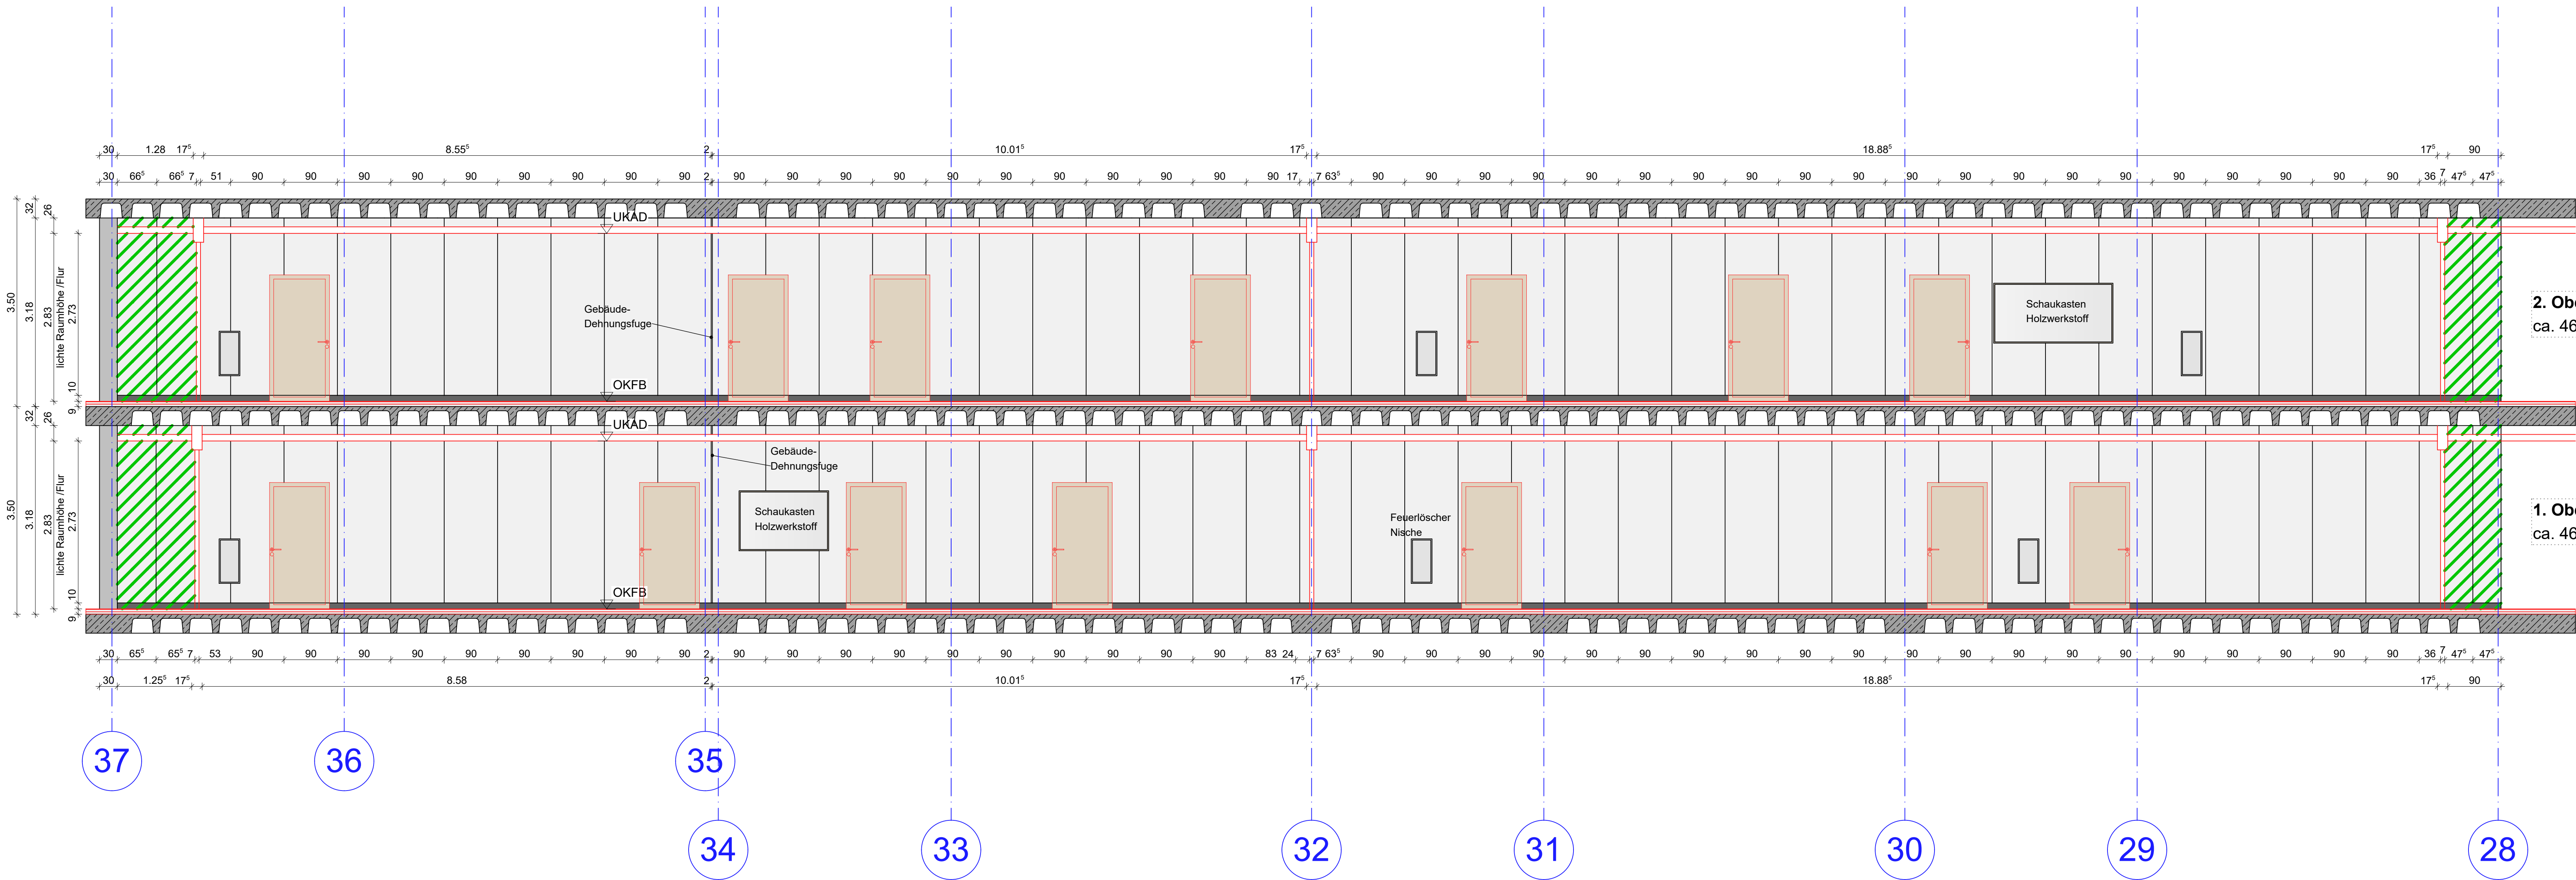 30 1.28 17⁵ 8.55⁵ 2 10.01⁵ 17⁵ 18.88⁵ 17⁵ 90
30 66⁵ 66⁵ 7 51 90 90 90 90 90 90 90 90 90 2 90 90 90 90 90 90 90 90 90 90 90 17 7 63⁵ 90 90 90 90 90 90 90 90 90 90 90 90 90 90 90 90 90 90 90 90 36 7 47⁵ 47⁵
32 26
UKAD
3.50
3.18
2.83
lichte Raumhöhe /Flur
2.73
10
9
Gebäude-
Dehnungsfuge
Schaukasten
Holzwerkstoff
2. Obe
ca. 46
OKFB
32 26
UKAD
3.50
3.18
2.83
lichte Raumhöhe /Flur
2.73
10
9
Gebäude-
Dehnungsfuge
Schaukasten
Holzwerkstoff
Feuerlöscher
Nische
1. Obe
ca. 46
OKFB
30 65⁵ 65⁵ 7 53 90 90 90 90 90 90 90 90 90 2 90 90 90 90 90 90 90 90 90 90 83 24 7 63⁵ 90 90 90 90 90 90 90 90 90 90 90 90 90 90 90 90 90 90 90 90 36 7 47⁵ 47⁵
30 1.25⁵ 17⁵ 8.58 2 10.01⁵ 17⁵ 18.88⁵ 17⁵ 90
37 36 35
34 33 32 31 30 29 28